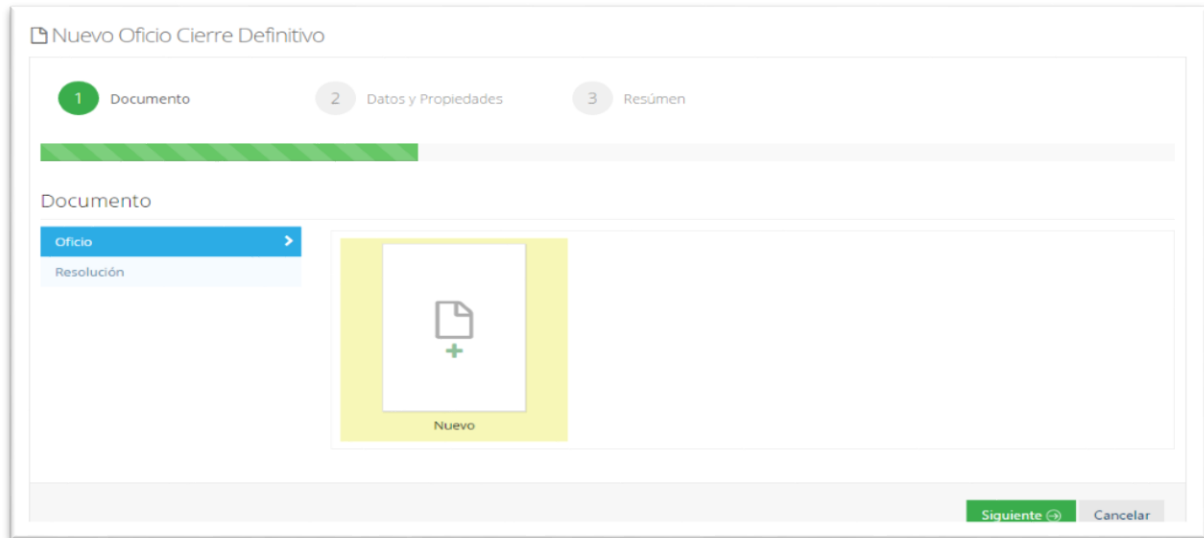 Nuevo Oficio Cierre Definitivo
1 Documento 2 Datos y Propiedades 3 Resúmen
Documento
Oficio
Resolución
Nuevo
Siguiente Cancelar